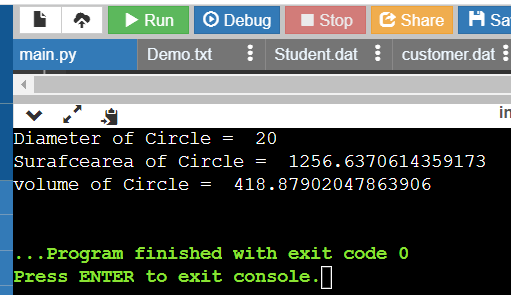 Run Debug Stop Share Sa
main.py Demo.txt Student.dat customer.dat
in
Diameter of Circle =  20
Surafcearea of Circle =  1256.6370614359173
volume of Circle =  418.87902047863906
...Program finished with exit code 0
Press ENTER to exit console.